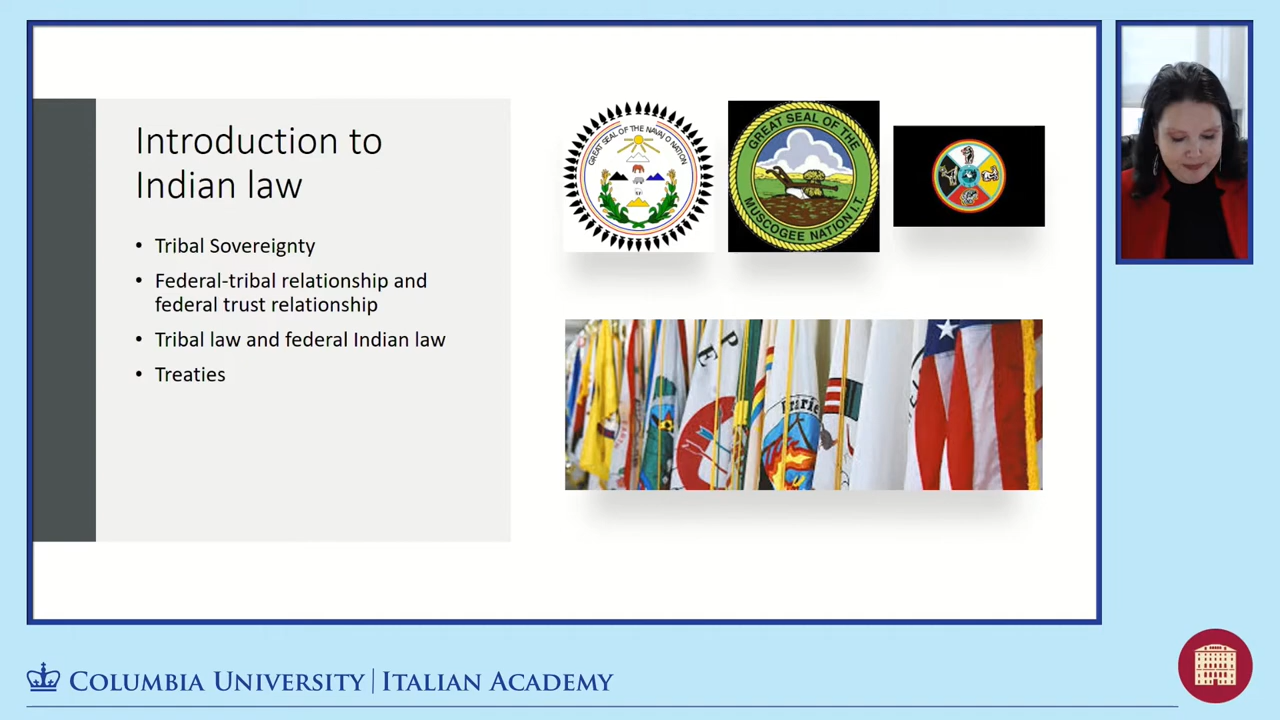 Introduction to
Indian law
• Tribal Sovereignty
• Federal-tribal relationship and
federal trust relationship
• Tribal law and federal Indian law
• Treaties
GREAT SEAL OF THE NAVAJO NATION
GREAT SEAL OF THE
MUSCOGEE NATION I.T.
P E
Prairie
COLUMBIA UNIVERSITY | ITALIAN ACADEMY